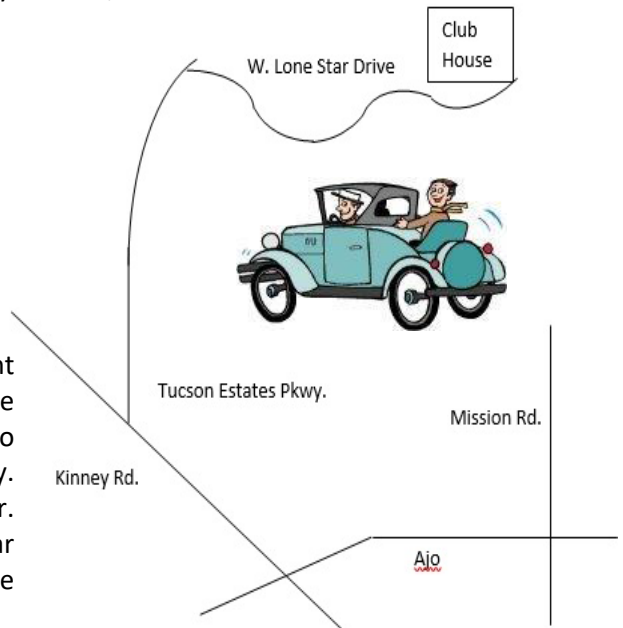 Club
House
W. Lone Star Drive
Tucson Estates Pkwy.
Mission Rd.
Kinney Rd.
Ajo